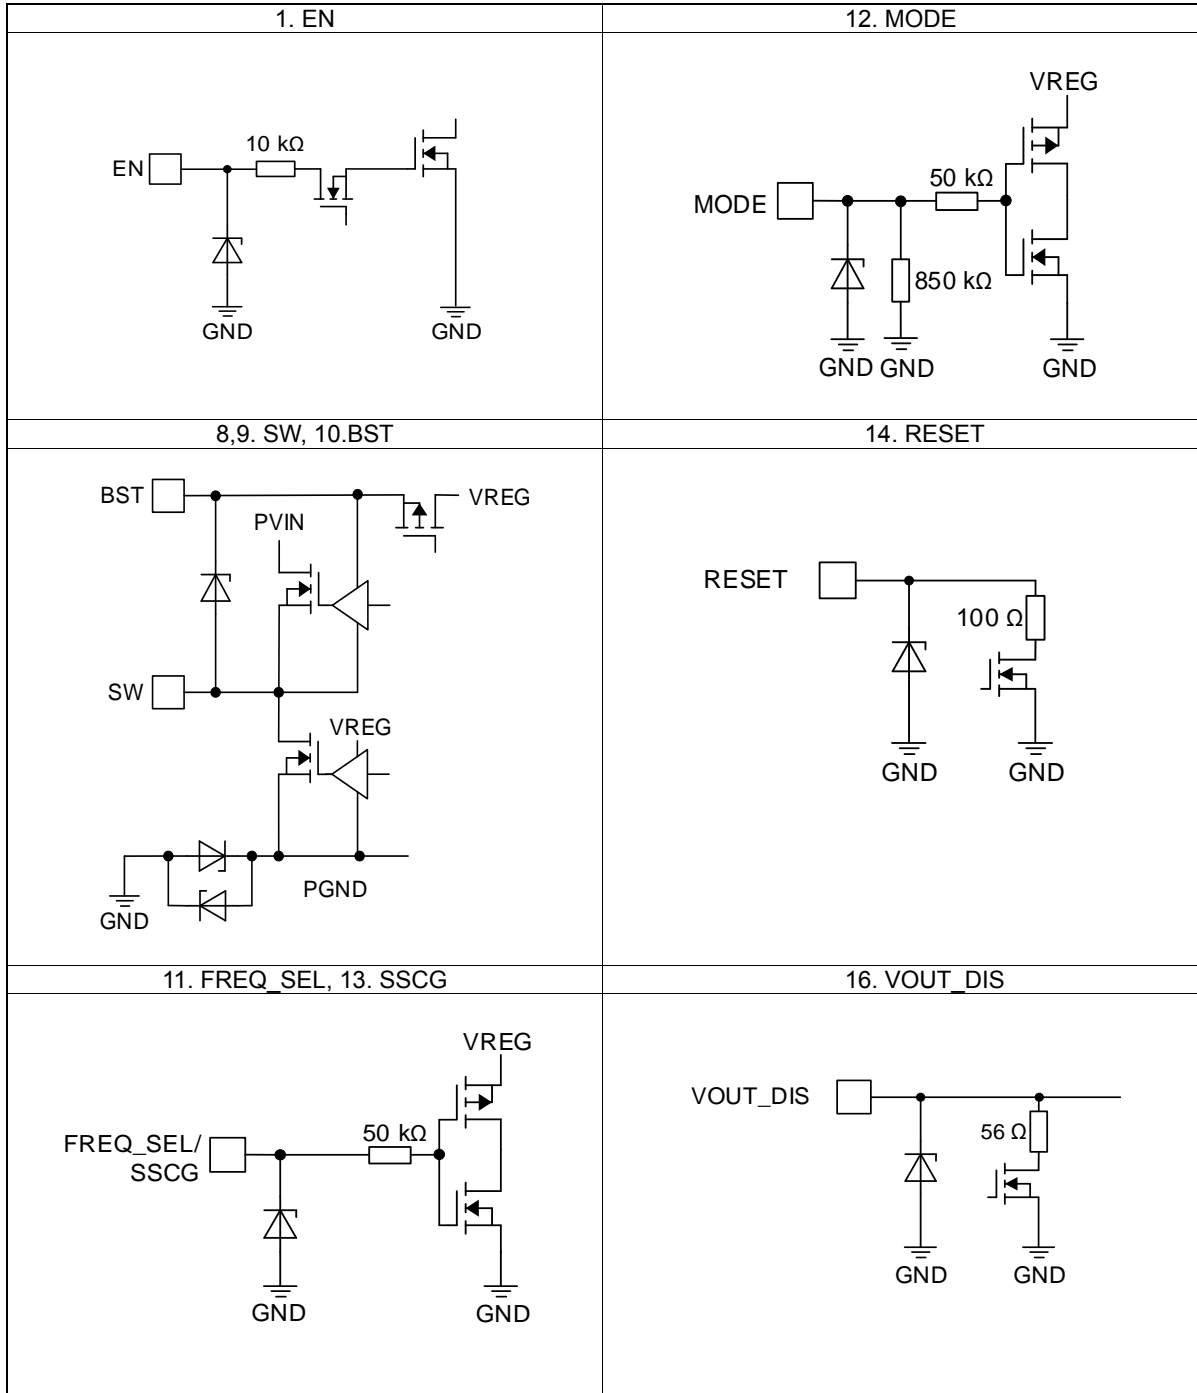 1. EN
12. MODE
10 kΩ
EN
GND
GND
VREG
50 kΩ
MODE
850 kΩ
GND GND
GND
8,9. SW, 10.BST
14. RESET
BST
VREG
PVIN
SW
VREG
PGND
GND
RESET
100 Ω
GND
GND
11. FREQ_SEL, 13. SSCG
16. VOUT_DIS
VREG
50 kΩ
FREQ_SEL/
SSCG
GND
GND
VOUT_DIS
56 Ω
GND
GND